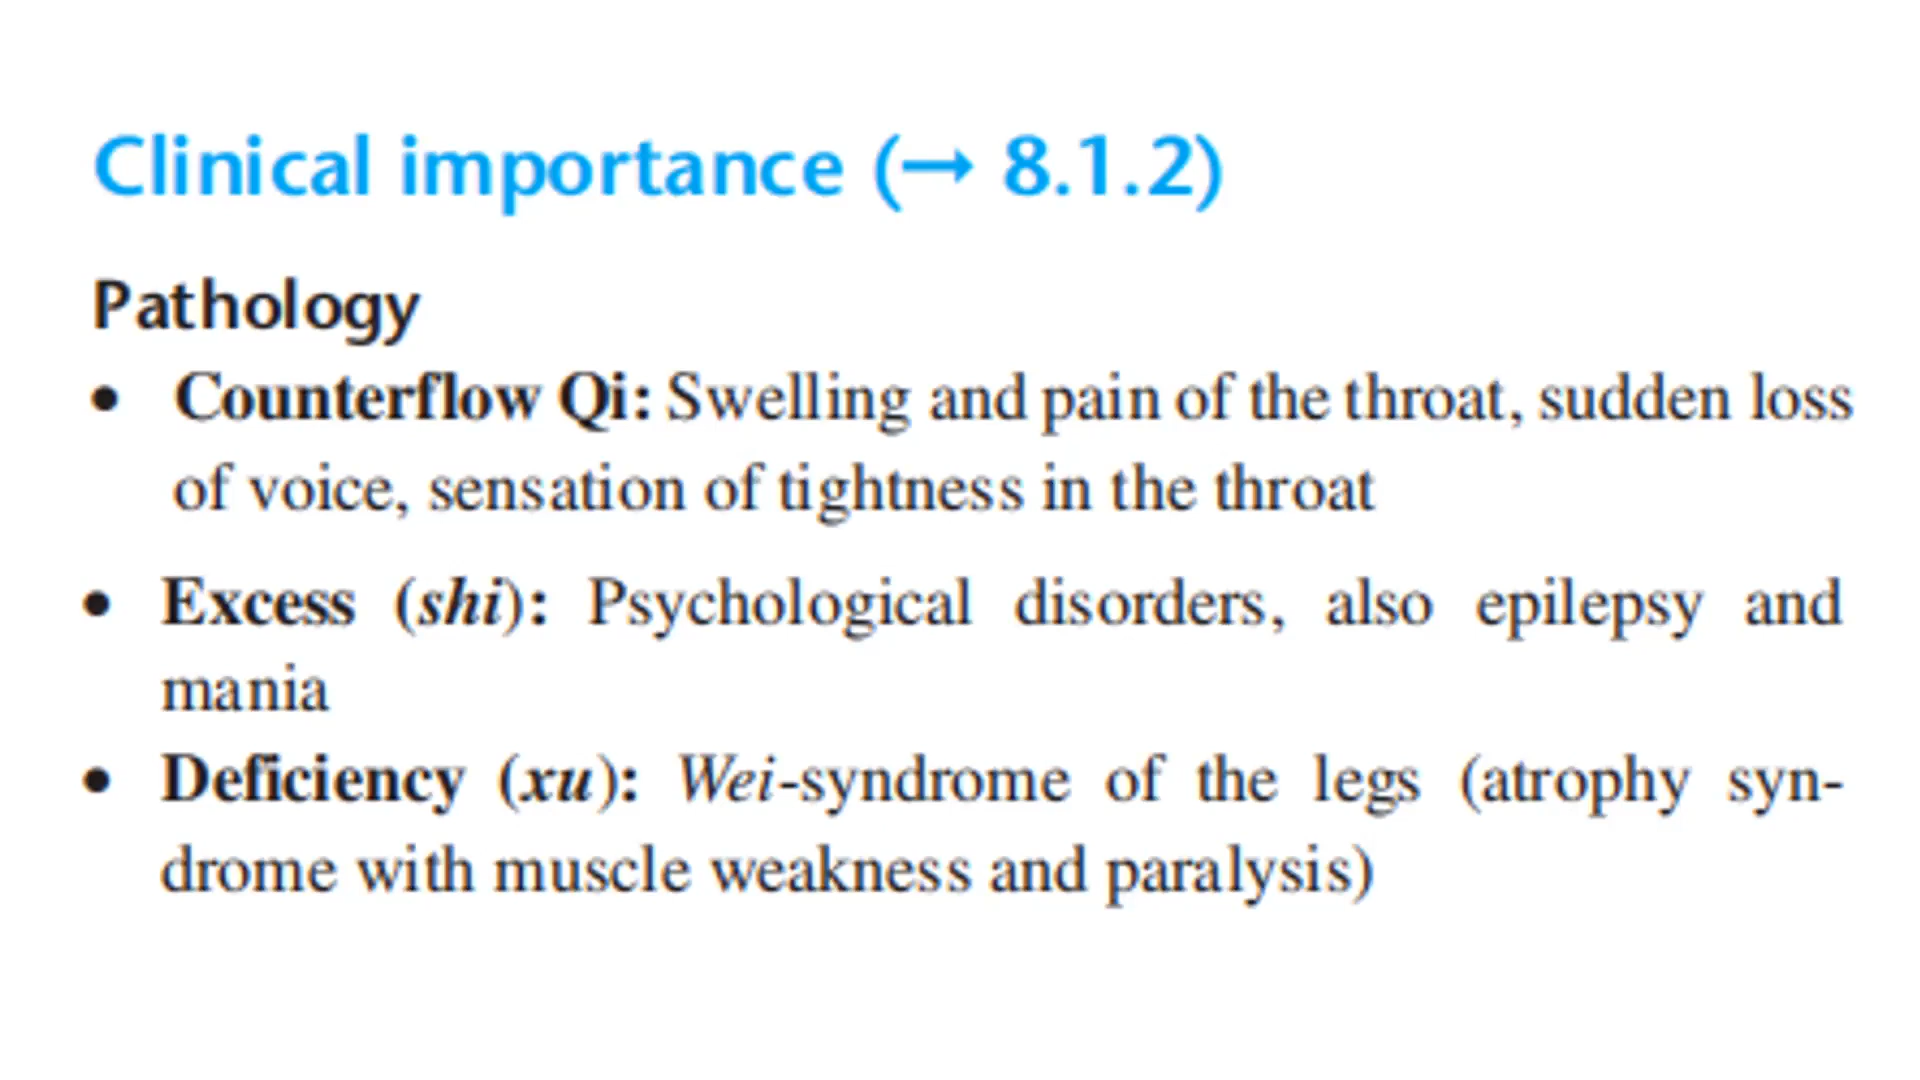 Clinical importance (→ 8.1.2)
Pathology
• Counterflow Qi: Swelling and pain of the throat, sudden loss
of voice, sensation of tightness in the throat
• Excess (shi): Psychological disorders, also epilepsy and
mania
• Deficiency (xu): Wei-syndrome of the legs (atrophy syn-
drome with muscle weakness and paralysis)